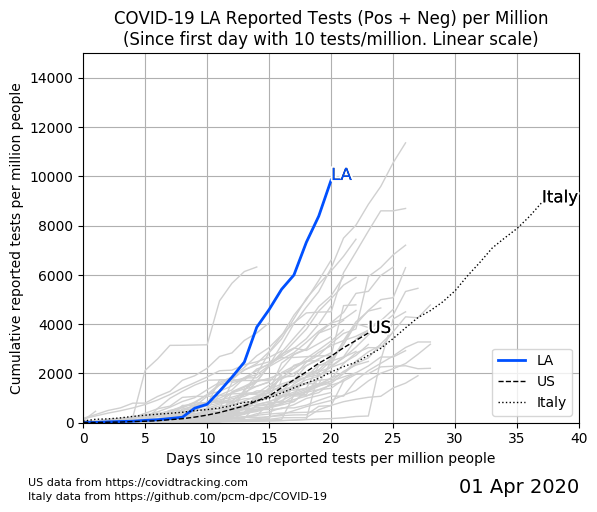 COVID-19 LA Reported Tests (Pos + Neg) per Million
(Since first day with 10 tests/million. Linear scale)
Cumulative reported tests per million people
14000
12000
10000
8000
6000
4000
2000
0
LA
Italy
US
LA
US
Italy
0 5 10 15 20 25 30 35 40
Days since 10 reported tests per million people
US data from https://covidtracking.com
Italy data from https://github.com/pcm-dpc/COVID-19
01 Apr 2020